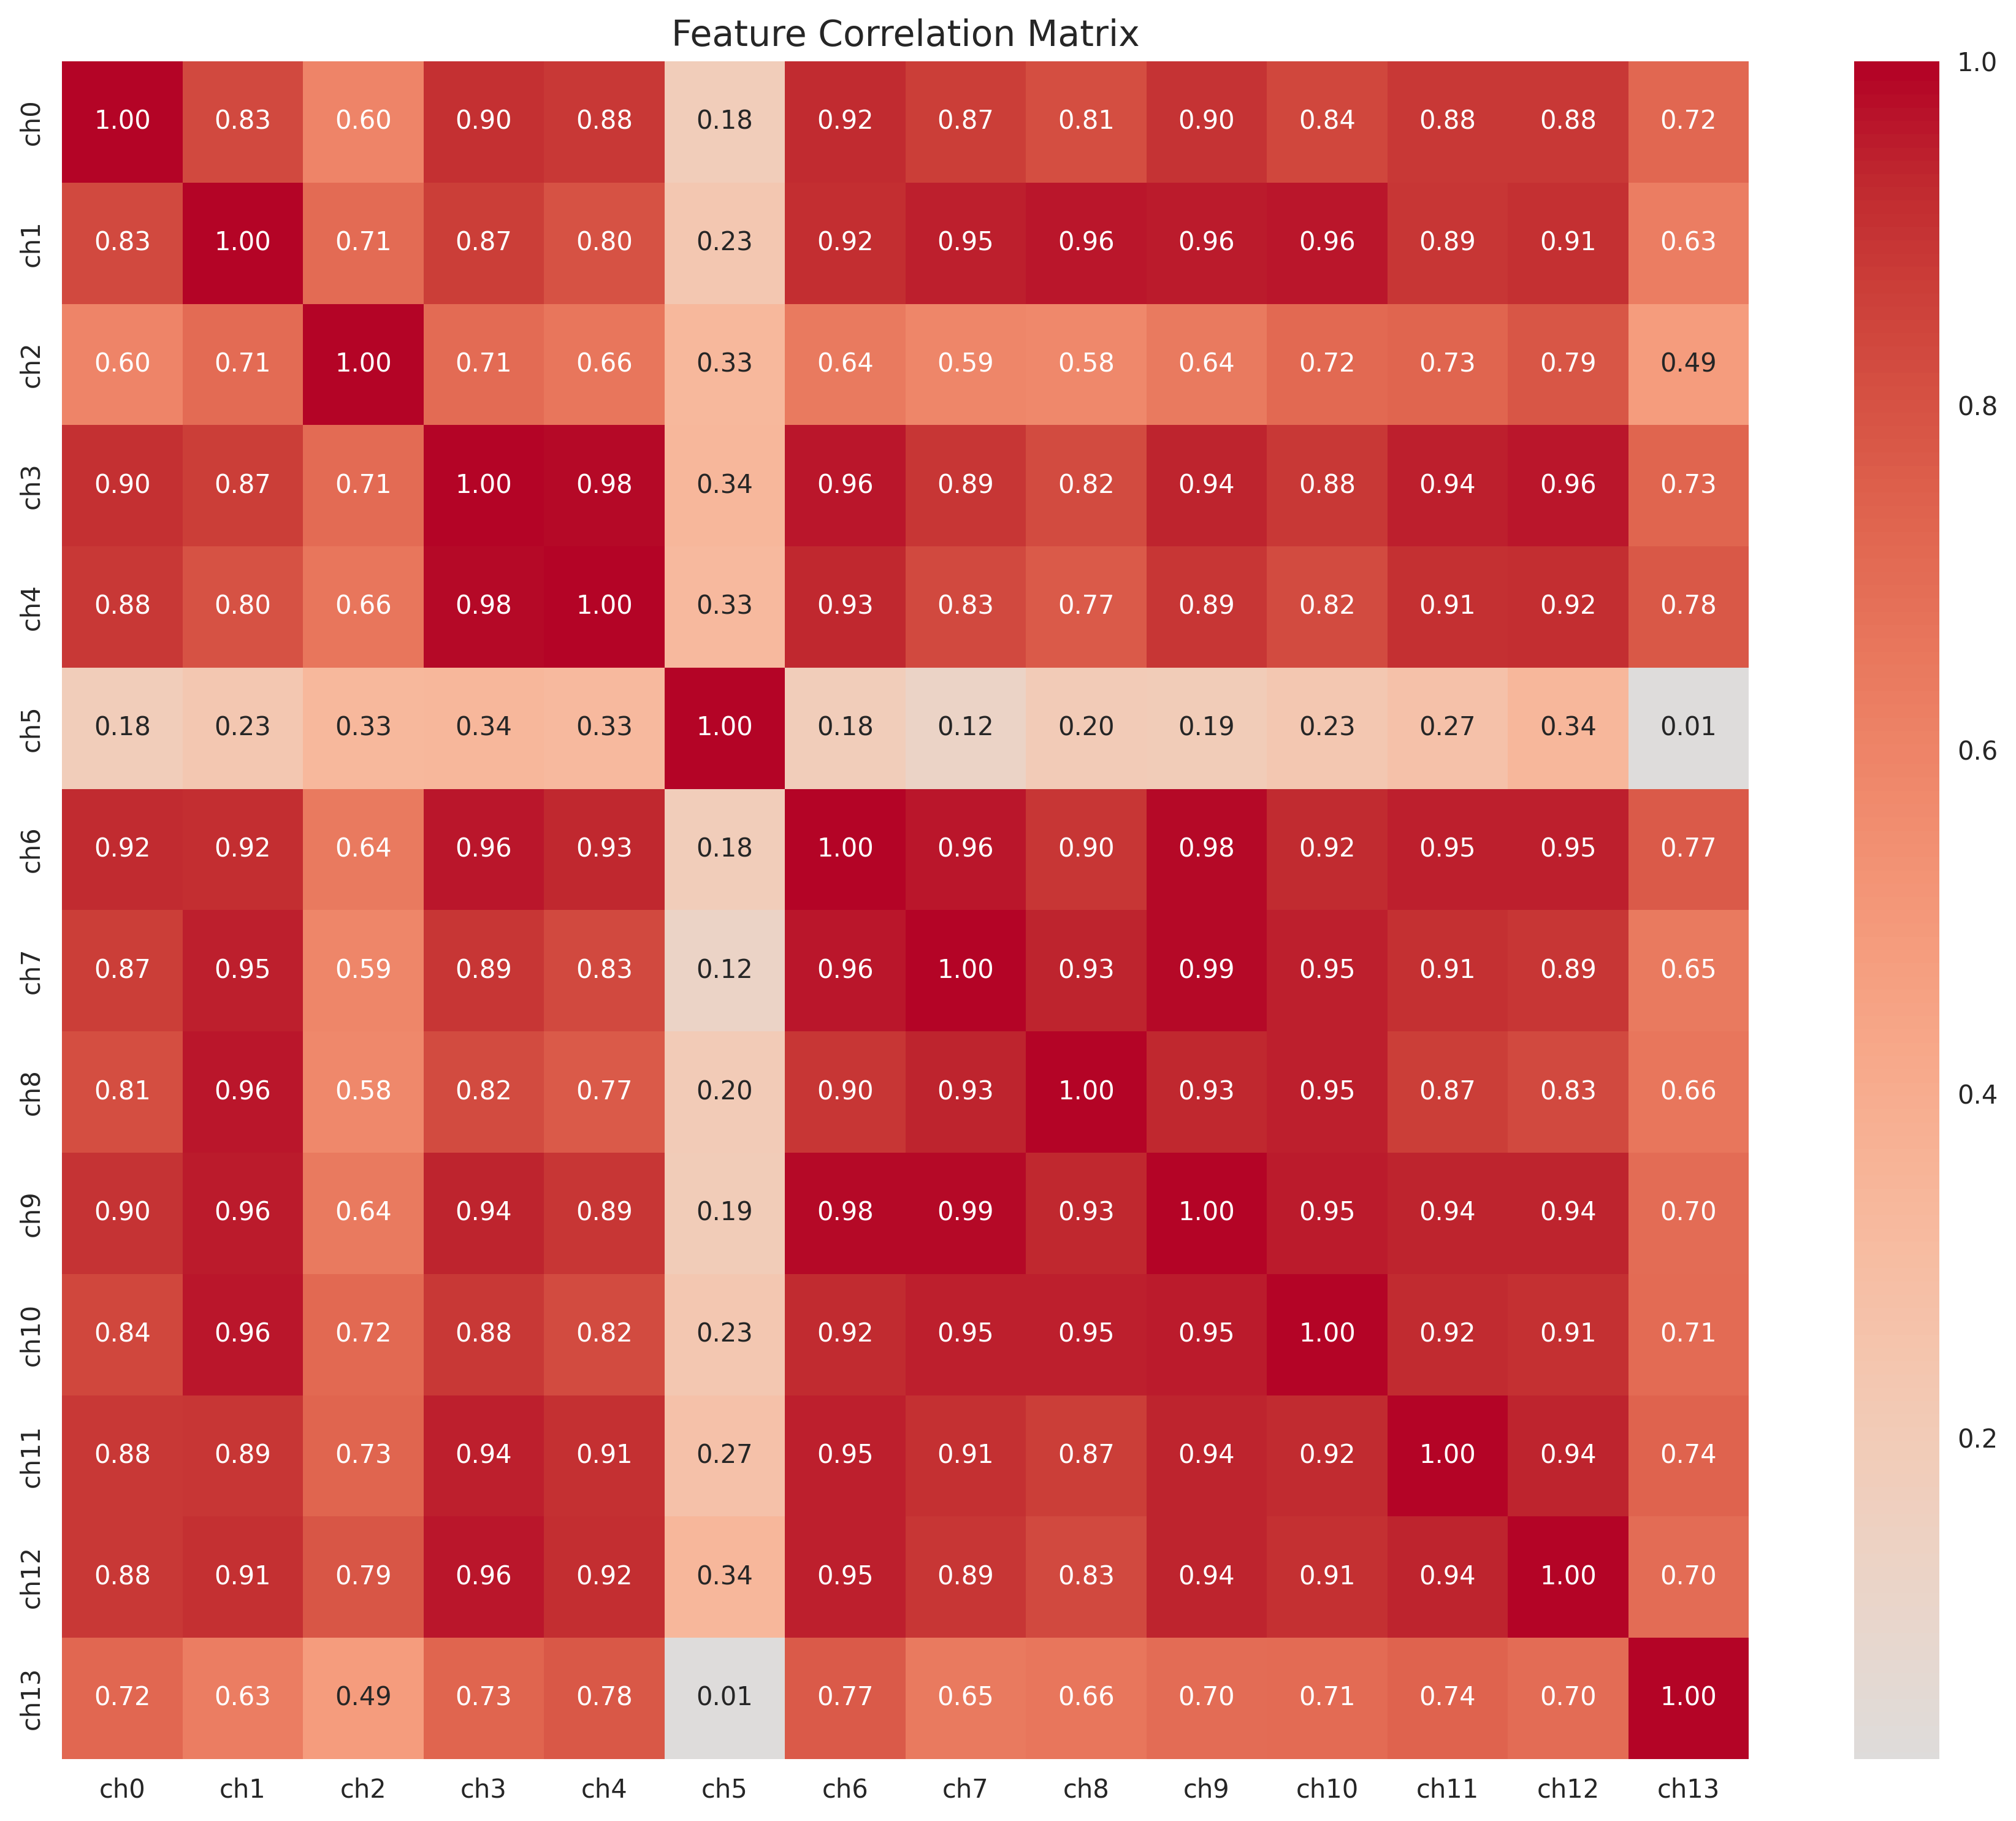 Feature Correlation Matrix
ch0 1.00 0.83 0.60 0.90 0.88 0.18 0.92 0.87 0.81 0.90 0.84 0.88 0.88 0.72
ch1 0.83 1.00 0.71 0.87 0.80 0.23 0.92 0.95 0.96 0.96 0.96 0.89 0.91 0.63
ch2 0.60 0.71 1.00 0.71 0.66 0.33 0.64 0.59 0.58 0.64 0.72 0.73 0.79 0.49
ch3 0.90 0.87 0.71 1.00 0.98 0.34 0.96 0.89 0.82 0.94 0.88 0.94 0.96 0.73
ch4 0.88 0.80 0.66 0.98 1.00 0.33 0.93 0.83 0.77 0.89 0.82 0.91 0.92 0.78
ch5 0.18 0.23 0.33 0.34 0.33 1.00 0.18 0.12 0.20 0.19 0.23 0.27 0.34 0.01
ch6 0.92 0.92 0.64 0.96 0.93 0.18 1.00 0.96 0.90 0.98 0.92 0.95 0.95 0.77
ch7 0.87 0.95 0.59 0.89 0.83 0.12 0.96 1.00 0.93 0.99 0.95 0.91 0.89 0.65
ch8 0.81 0.96 0.58 0.82 0.77 0.20 0.90 0.93 1.00 0.93 0.95 0.87 0.83 0.66
ch9 0.90 0.96 0.64 0.94 0.89 0.19 0.98 0.99 0.93 1.00 0.95 0.94 0.94 0.70
ch10 0.84 0.96 0.72 0.88 0.82 0.23 0.92 0.95 0.95 0.95 1.00 0.92 0.91 0.71
ch11 0.88 0.89 0.73 0.94 0.91 0.27 0.95 0.91 0.87 0.94 0.92 1.00 0.94 0.74
ch12 0.88 0.91 0.79 0.96 0.92 0.34 0.95 0.89 0.83 0.94 0.91 0.94 1.00 0.70
ch13 0.72 0.63 0.49 0.73 0.78 0.01 0.77 0.65 0.66 0.70 0.71 0.74 0.70 1.00
ch0 ch1 ch2 ch3 ch4 ch5 ch6 ch7 ch8 ch9 ch10 ch11 ch12 ch13
1.0
0.8
0.6
0.4
0.2